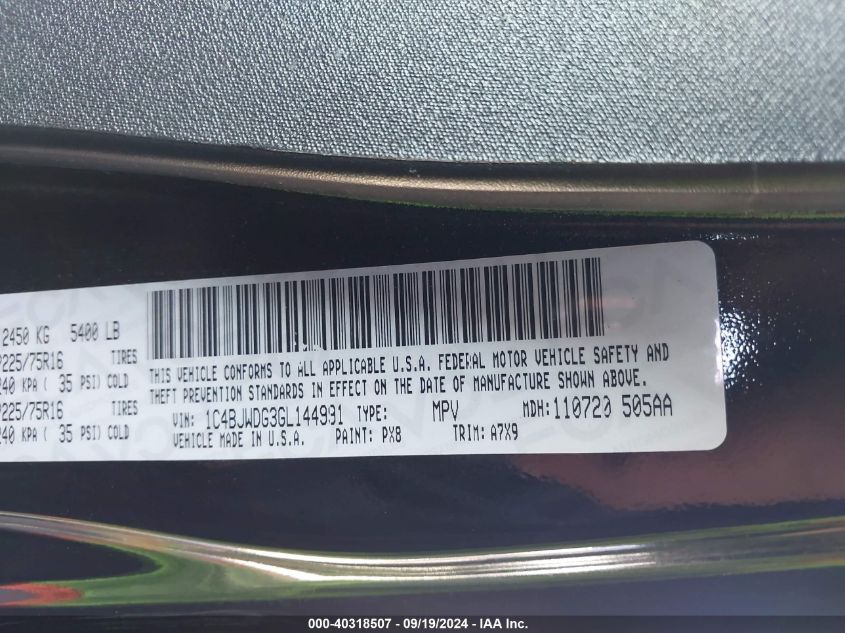 2450 KG 5400 LB
P225/75R16 TIRES
240 KPA ( 35 PSI) COLD
P225/75R16 TIRES
240 KPA ( 35 PSI) COLD
THIS VEHICLE CONFORMS TO ALL APPLICABLE U.S.A. FEDERAL MOTOR VEHICLE SAFETY AND
THEFT PREVENTION STANDARDS IN EFFECT ON THE DATE OF MANUFACTURE SHOWN ABOVE.
VIN: 1C4BJWDG3GL144991 TYPE: MPV MDH: 110720 505AA
VEHICLE MADE IN U.S.A. PAINT: PX8 TRIM: A7X9
000-40318507 - 09/19/2024 - IAA Inc.